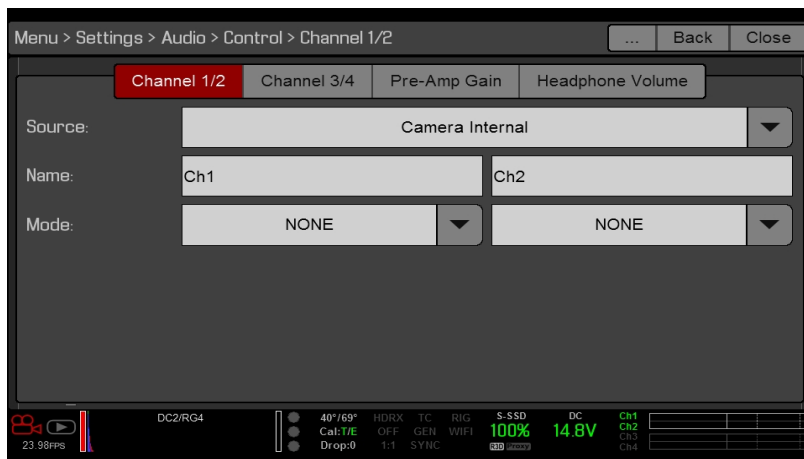 Menu > Settings > Audio > Control > Channel 1/2 ... Back Close
Channel 1/2 Channel 3/4 Pre-Amp Gain Headphone Volume
Source: Camera Internal
Name: Ch1 Ch2
Mode: NONE NONE
DC2/RG4 40°/69° HDRX TC RIG S-SSD DC Ch1
Cal:T/E OFF GEN WIFI 100% 14.8V Ch2
23.98FPS Drop:0 1:1 SYNC R3D Proxy Ch3
Ch4